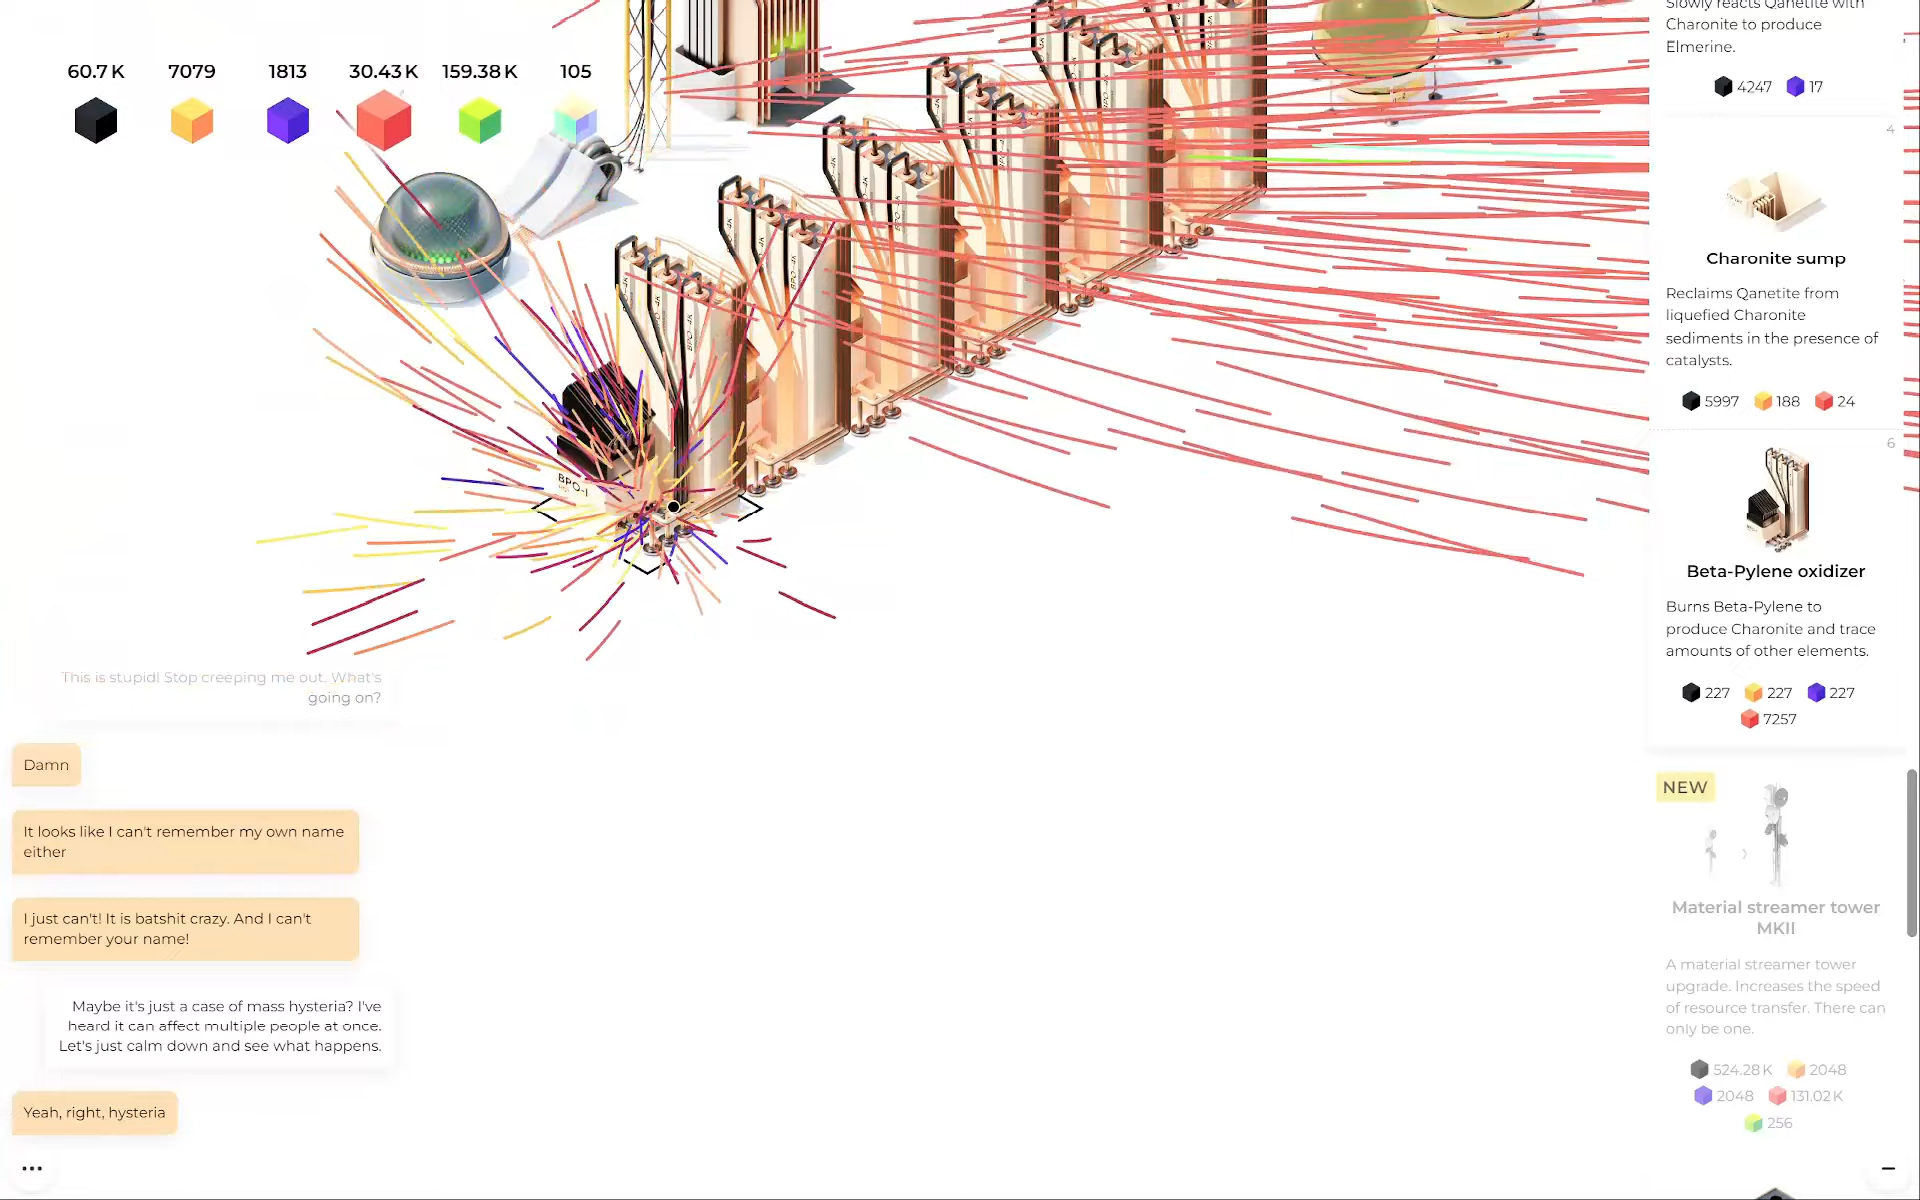 60.7 K
7079
1813
30.43 K
159.38 K
105
BPO-I
This is stupid! Stop creeping me out. What's
going on?
Damn
It looks like I can't remember my own name
either
I just can't! It is batshit crazy. And I can't
remember your name!
Maybe it's just a case of mass hysteria? I've
heard it can affect multiple people at once.
Let's just calm down and see what happens.
Yeah, right, hysteria
Slowly reacts Qanetite with
Charonite to produce
Elmerine.
4247 17
4
Charonite sump
Reclaims Qanetite from
liquefied Charonite
sediments in the presence of
catalysts.
5997 188 24
6
Beta-Pylene oxidizer
Burns Beta-Pylene to
produce Charonite and trace
amounts of other elements.
227 227 227
7257
NEW
Material streamer tower
MKII
A material streamer tower
upgrade. Increases the speed
of resource transfer. There can
only be one.
524.28 K 2048
2048 131.02 K
256